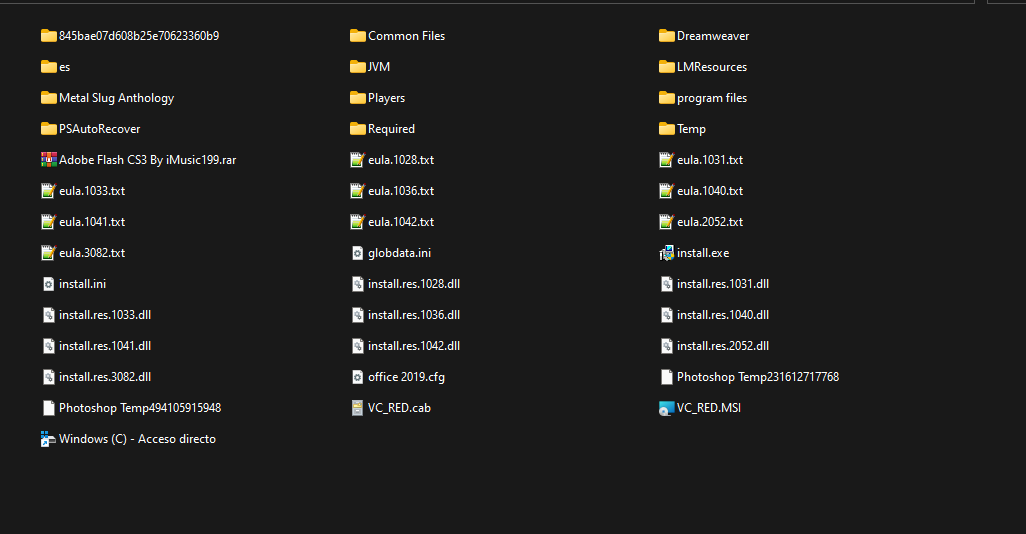 845bae07d608b25e70623360b9 Common Files Dreamweaver
es JVM LMResources
Metal Slug Anthology Players program files
PSAutoRecover Required Temp
Adobe Flash CS3 By iMusic199.rar eula.1028.txt eula.1031.txt
eula.1033.txt eula.1036.txt eula.1040.txt
eula.1041.txt eula.1042.txt eula.2052.txt
eula.3082.txt globdata.ini install.exe
install.ini install.res.1028.dll install.res.1031.dll
install.res.1033.dll install.res.1036.dll install.res.1040.dll
install.res.1041.dll install.res.1042.dll install.res.2052.dll
install.res.3082.dll office 2019.cfg Photoshop Temp231612717768
Photoshop Temp494105915948 VC_RED.cab VC_RED.MSI
Windows (C) - Acceso directo